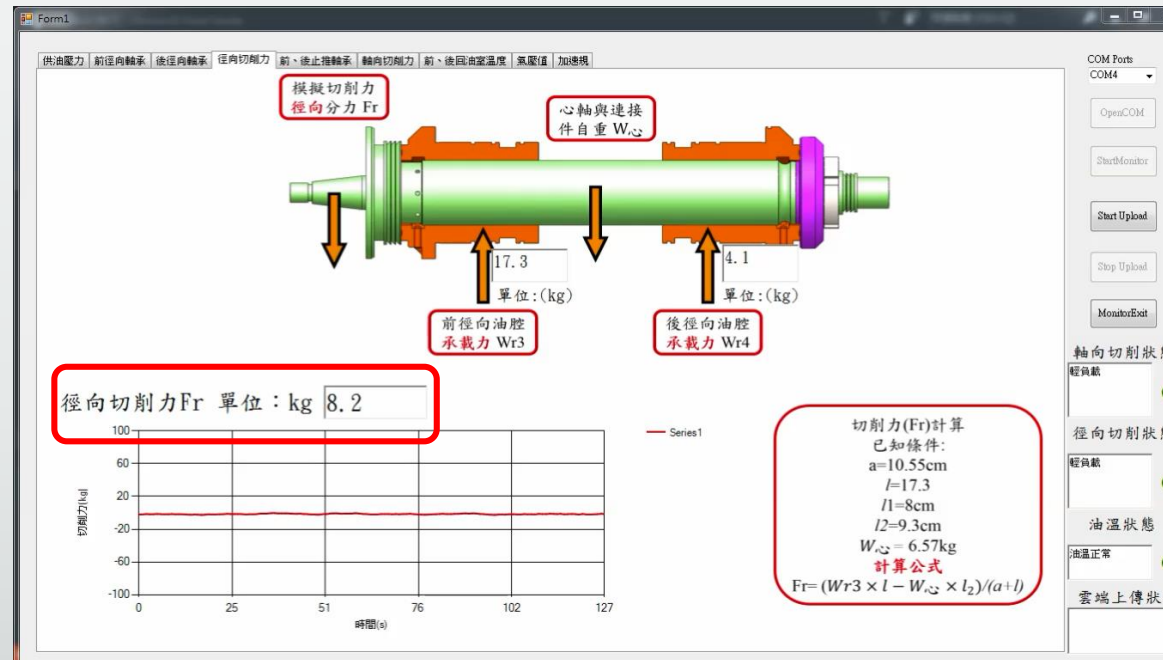 Form1
供油壓力 前徑向軸承 後徑向軸承 徑向切削力 前、後止推軸承 軸向切削力 前、後回油室溫度 氣壓值 加速規
模擬切削力
徑向分力 Fr
心軸與連接
件自重 W心
17.3
單位:(kg)
4.1
單位:(kg)
前徑向油腔
承載力 Wr3
後徑向油腔
承載力 Wr4
徑向切削力Fr 單位：kg 8.2
100
60
20
-20
-60
-100
切削力(kg)
0 25 51 76 102 127
時間(s)
Series1
切削力(Fr)計算
已知條件:
a=10.55cm
l=17.3
l1=8cm
l2=9.3cm
W心 = 6.57kg
計算公式
Fr= (Wr3 × l − W心 × l₂)/(a+l)
COM Ports
COM4
OpenCOM
StartMonitor
Start Upload
Stop Upload
MonitorExit
軸向切削狀
輕負載
徑向切削狀
輕負載
油溫狀態
油溫正常
雲端上傳狀